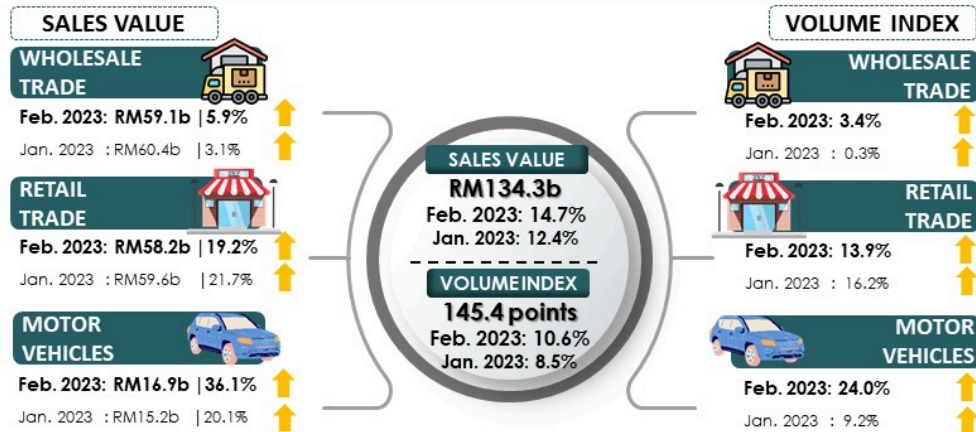 SALES VALUE
WHOLESALE
TRADE
Feb. 2023: RM59.1b |5.9%
Jan. 2023 : RM60.4b |3.1%
RETAIL
TRADE
Feb. 2023: RM58.2b |19.2%
Jan. 2023 : RM59.6b |21.7%
MOTOR
VEHICLES
Feb. 2023: RM16.9b |36.1%
Jan. 2023 : RM15.2b |20.1%
SALES VALUE
RM134.3b
Feb. 2023: 14.7%
Jan. 2023: 12.4%
VOLUME INDEX
145.4 points
Feb. 2023: 10.6%
Jan. 2023: 8.5%
VOLUME INDEX
WHOLESALE
TRADE
Feb. 2023: 3.4%
Jan. 2023 : 0.3%
RETAIL
TRADE
Feb. 2023: 13.9%
Jan. 2023 : 16.2%
MOTOR
VEHICLES
Feb. 2023: 24.0%
Jan. 2023 : 9.2%